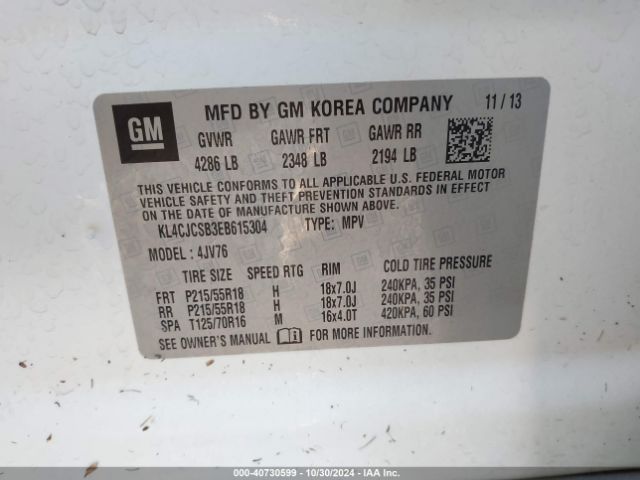 GM
MFD BY GM KOREA COMPANY 11 / 13
GVWR GAWR FRT GAWR RR
4286 LB 2348 LB 2194 LB
THIS VEHICLE CONFORMS TO ALL APPLICABLE U.S. FEDERAL MOTOR
VEHICLE SAFETY AND THEFT PREVENTION STANDARDS IN EFFECT
ON THE DATE OF MANUFACTURE SHOWN ABOVE.
KL4CJCSB3EB615304 TYPE: MPV
MODEL : 4JV76
TIRE SIZE SPEED RTG RIM COLD TIRE PRESSURE
FRT P215/55R18 H 18x7.0J 240KPA, 35 PSI
RR P215/55R18 H 18x7.0J 240KPA, 35 PSI
SPA T125/70R16 M 16x4.0T 420KPA, 60 PSI
SEE OWNER'S MANUAL FOR MORE INFORMATION.
000-40730599 - 10/30/2024 - IAA Inc.